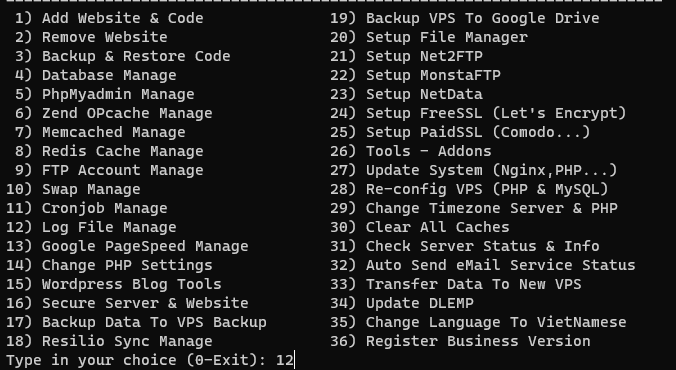 1) Add Website & Code 19) Backup VPS To Google Drive
2) Remove Website 20) Setup File Manager
3) Backup & Restore Code 21) Setup Net2FTP
4) Database Manage 22) Setup MonstaFTP
5) PhpMyadmin Manage 23) Setup NetData
6) Zend OPcache Manage 24) Setup FreeSSL (Let's Encrypt)
7) Memcached Manage 25) Setup PaidSSL (Comodo...)
8) Redis Cache Manage 26) Tools - Addons
9) FTP Account Manage 27) Update System (Nginx,PHP...)
10) Swap Manage 28) Re-config VPS (PHP & MySQL)
11) Cronjob Manage 29) Change Timezone Server & PHP
12) Log File Manage 30) Clear All Caches
13) Google PageSpeed Manage 31) Check Server Status & Info
14) Change PHP Settings 32) Auto Send eMail Service Status
15) Wordpress Blog Tools 33) Transfer Data To New VPS
16) Secure Server & Website 34) Update DLEMP
17) Backup Data To VPS Backup 35) Change Language To VietNamese
18) Resilio Sync Manage 36) Register Business Version
Type in your choice (0-Exit): 12